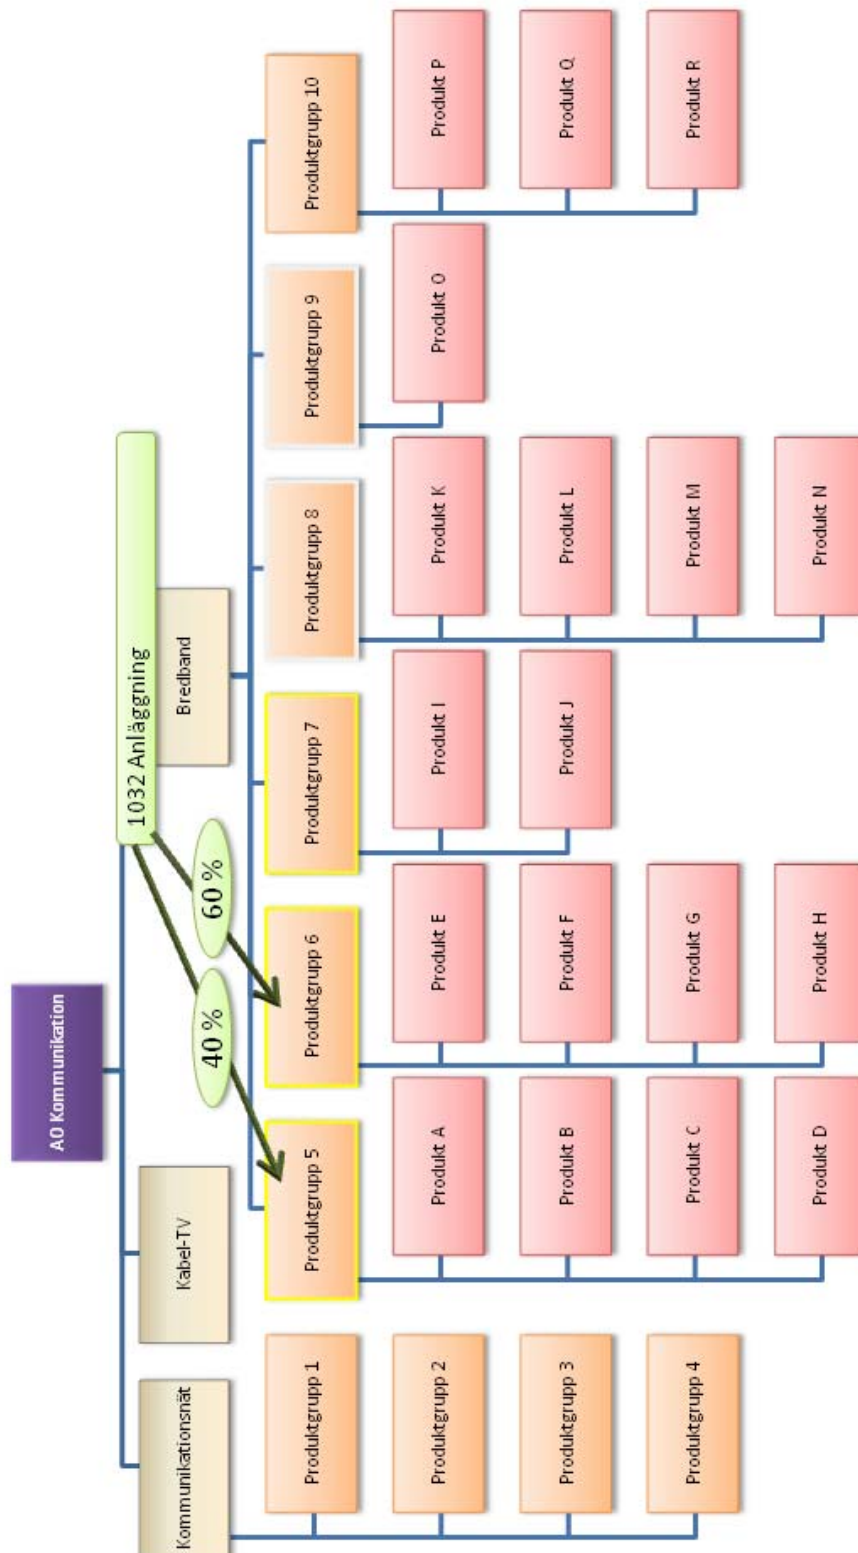 AO Kommunikation
1032 Anläggning
Kommunikationsnät
Kabel-TV
Bredband
40 %
60 %
Produktgrupp 1
Produktgrupp 2
Produktgrupp 3
Produktgrupp 4
Produktgrupp 5
Produkt A
Produkt B
Produkt C
Produkt D
Produktgrupp 6
Produkt E
Produkt F
Produkt G
Produkt H
Produktgrupp 7
Produkt I
Produkt J
Produktgrupp 8
Produkt K
Produkt L
Produkt M
Produkt N
Produktgrupp 9
Produkt O
Produktgrupp 10
Produkt P
Produkt Q
Produkt R